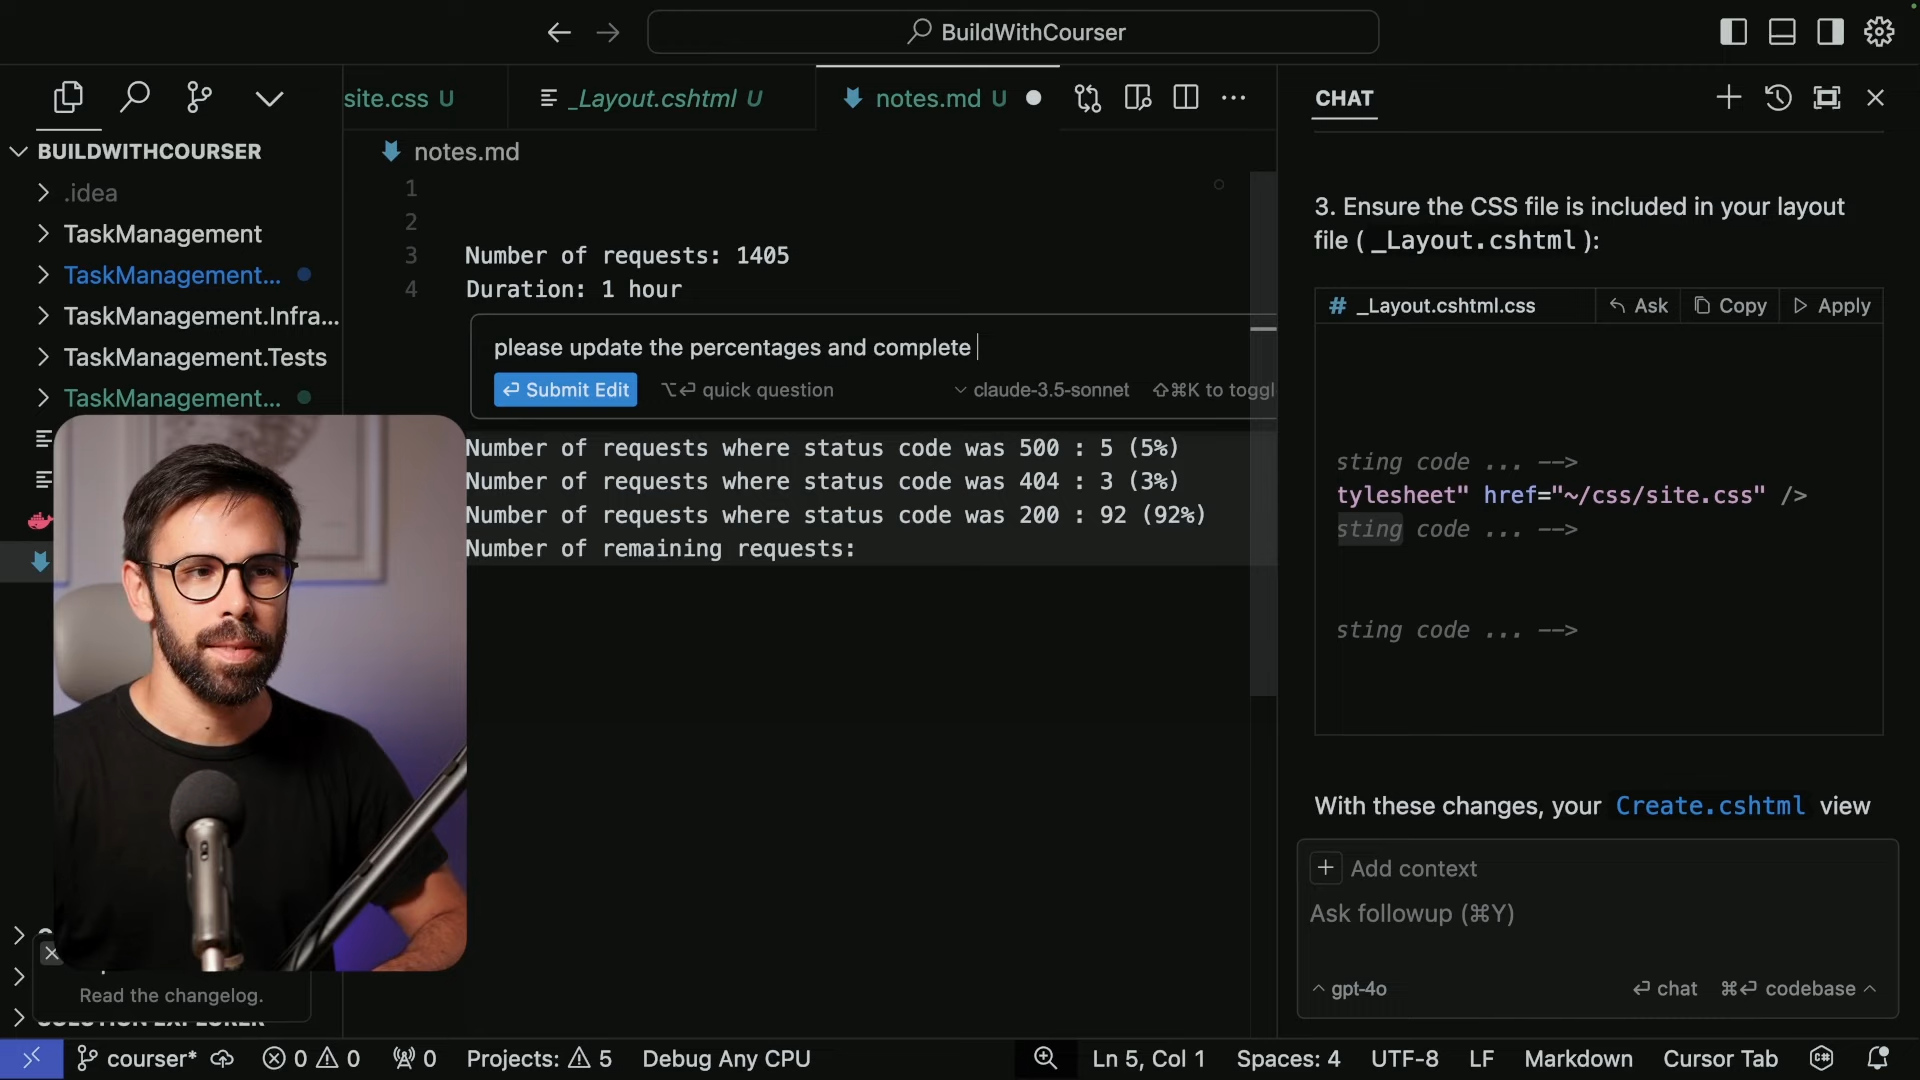 BuildWithCourser
site.css U
_Layout.cshtml U
notes.md U
CHAT
BUILDWITHCOURSER
.idea
TaskManagement
TaskManagement...
TaskManagement.Infra...
TaskManagement.Tests
TaskManagement...
Read the changelog.
notes.md
1
2
3 Number of requests: 1405
4 Duration: 1 hour
please update the percentages and complete
Submit Edit
⌥⏎ quick question
claude-3.5-sonnet
⇧⌘K to toggl
Number of requests where status code was 500 : 5 (5%)
Number of requests where status code was 404 : 3 (3%)
Number of requests where status code was 200 : 92 (92%)
Number of remaining requests:
3. Ensure the CSS file is included in your layout
file ( _Layout.cshtml ):
# _Layout.cshtml.css
Ask
Copy
Apply
sting code ... -->
tylesheet" href="~/css/site.css" />
sting code ... -->
sting code ... -->
With these changes, your Create.cshtml view
+ Add context
Ask followup (⌘Y)
gpt-4o
⏎ chat
⌘⏎ codebase
courser*
0
0
0
Projects:
5
Debug Any CPU
Ln 5, Col 1
Spaces: 4
UTF-8
LF
Markdown
Cursor Tab